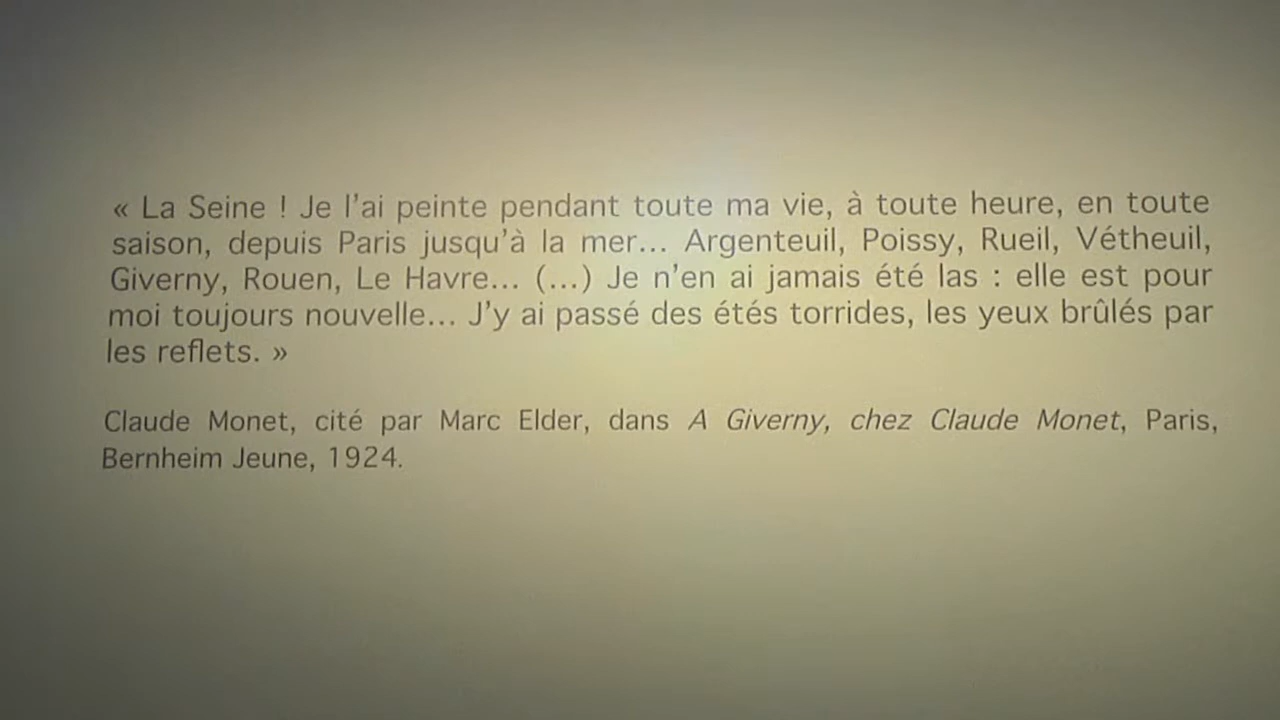 « La Seine ! Je l'ai peinte pendant toute ma vie, à toute heure, en toute
saison, depuis Paris jusqu'à la mer... Argenteuil, Poissy, Rueil, Vétheuil,
Giverny, Rouen, Le Havre... (...) Je n'en ai jamais été las : elle est pour
moi toujours nouvelle... J'y ai passé des étés torrides, les yeux brûlés par
les reflets. »
Claude Monet, cité par Marc Elder, dans A Giverny, chez Claude Monet, Paris,
Bernheim Jeune, 1924.